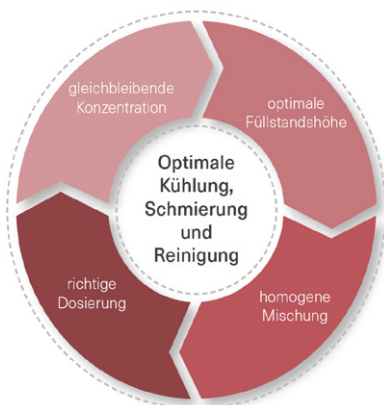 gleichbleibende
Konzentration
optimale
Füllstandshöhe
Optimale
Kühlung,
Schmierung
und
Reinigung
richtige
Dosierung
homogene
Mischung